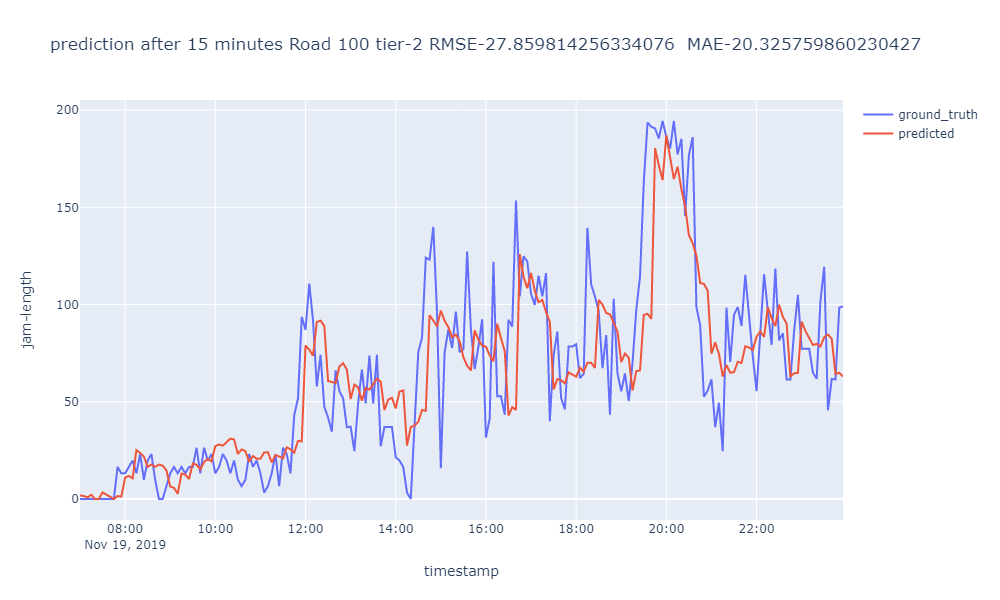 prediction after 15 minutes Road 100 tier-2 RMSE-27.859814256334076  MAE-20.325759860230427
ground_truth
predicted
200
150
100
50
0
jam-length
08:00 10:00 12:00 14:00 16:00 18:00 20:00 22:00
Nov 19, 2019
timestamp